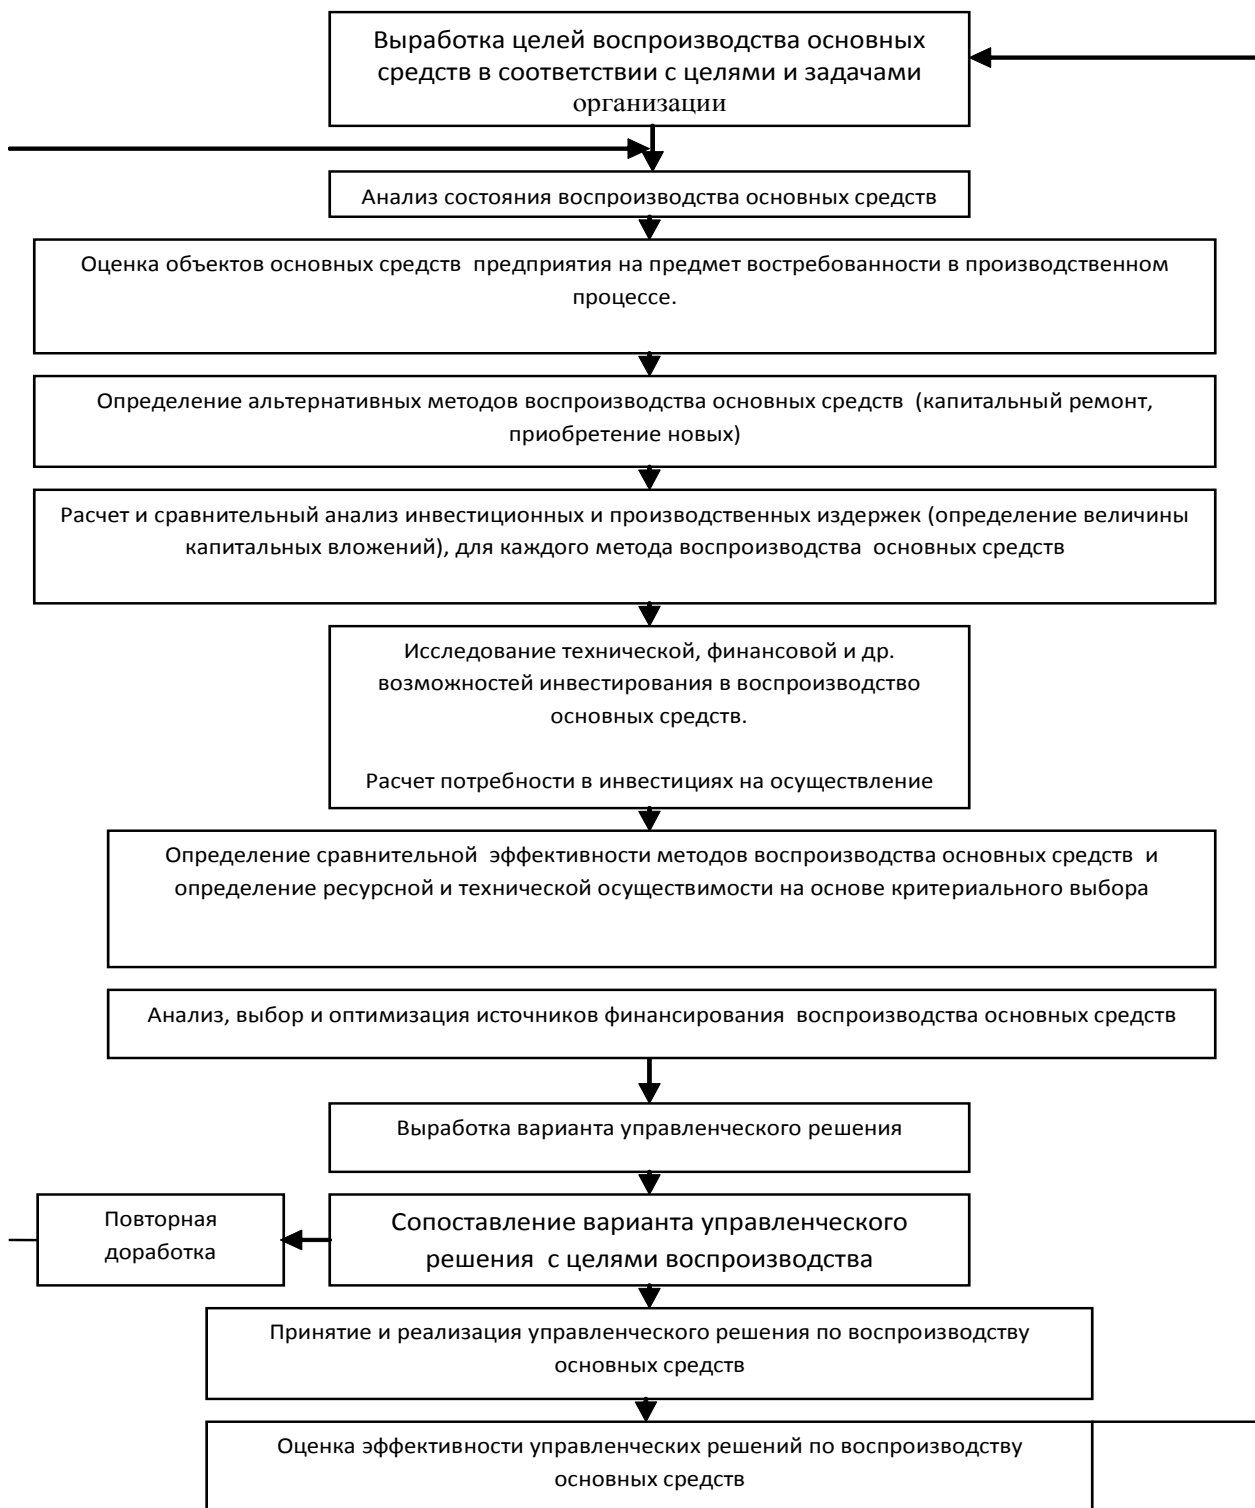 Выработка целей воспроизводства основных
средств в соответствии с целями и задачами
организации
Анализ состояния воспроизводства основных средств
Оценка объектов основных средств предприятия на предмет востребованности в производственном
процессе.
Определение альтернативных методов воспроизводства основных средств (капитальный ремонт,
приобретение новых)
Расчет и сравнительный анализ инвестиционных и производственных издержек (определение величины
капитальных вложений), для каждого метода воспроизводства основных средств
Исследование технической, финансовой и др.
возможностей инвестирования в воспроизводство
основных средств.
Расчет потребности в инвестициях на осуществление
Определение сравнительной эффективности методов воспроизводства основных средств и
определение ресурсной и технической осуществимости на основе критериального выбора
Анализ, выбор и оптимизация источников финансирования воспроизводства основных средств
Выработка варианта управленческого решения
Повторная
доработка
Сопоставление варианта управленческого
решения с целями воспроизводства
Принятие и реализация управленческого решения по воспроизводству
основных средств
Оценка эффективности управленческих решений по воспроизводству
основных средств